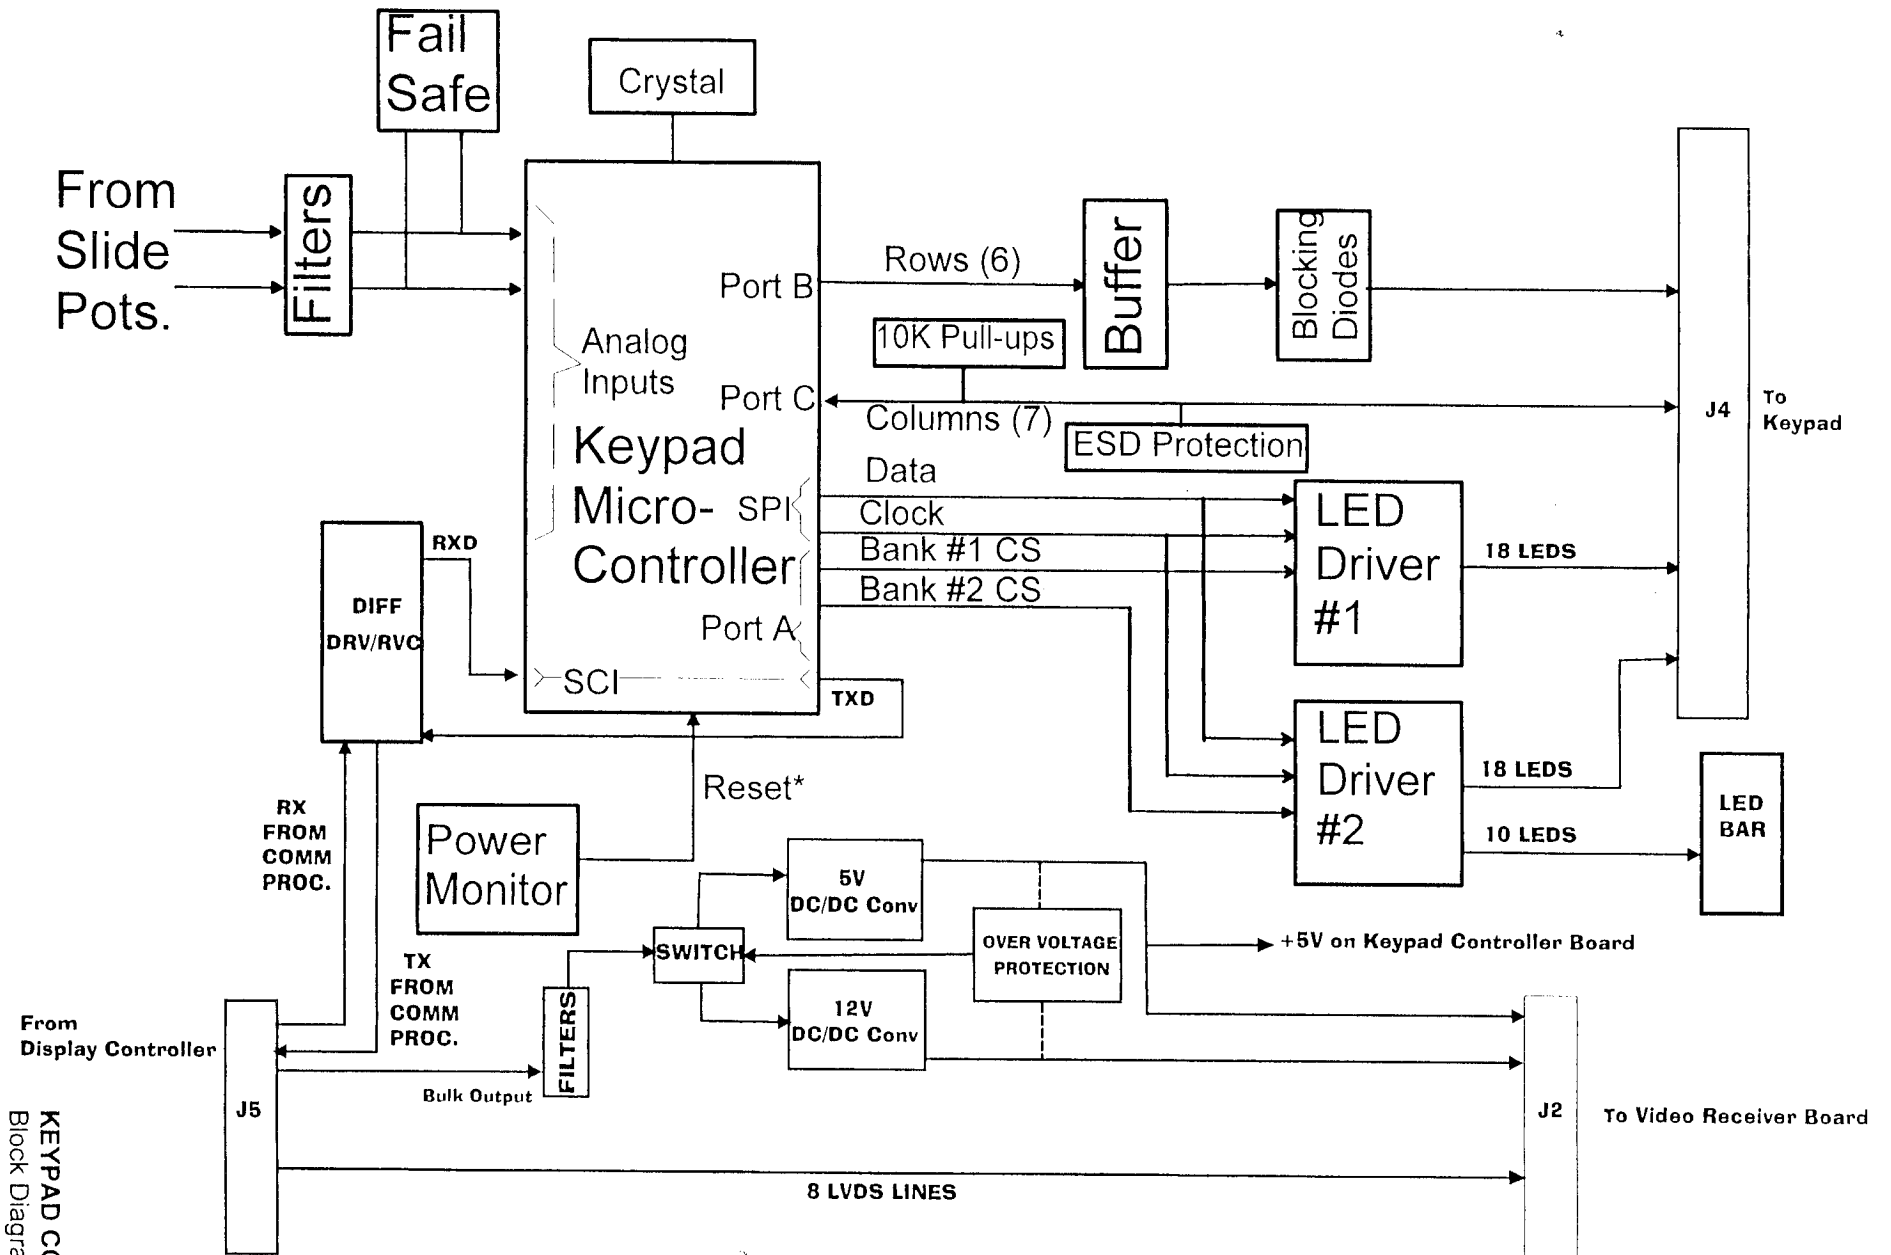 Fail
Safe
Crystal
From
Slide
Pots.
Filters
Analog
Inputs
Keypad
Micro-
Controller
Port B
Port C
SPI
Port A
SCI
Rows (6)
10K Pull-ups
Columns (7)
ESD Protection
Buffer
Blocking
Diodes
J4
To
Keypad
Data
Clock
Bank #1 CS
Bank #2 CS
LED
Driver
#1
18 LEDS
LED
Driver
#2
18 LEDS
10 LEDS
LED
BAR
RXD
DIFF
DRV/RVC
TXD
Reset*
Power
Monitor
RX
FROM
COMM
PROC.
TX
FROM
COMM
PROC.
5V
DC/DC Conv
SWITCH
OVER VOLTAGE
PROTECTION
+5V on Keypad Controller Board
12V
DC/DC Conv
FILTERS
From
Display Controller
Bulk Output
J5
J2
To Video Receiver Board
8 LVDS LINES
KEYPAD
Block